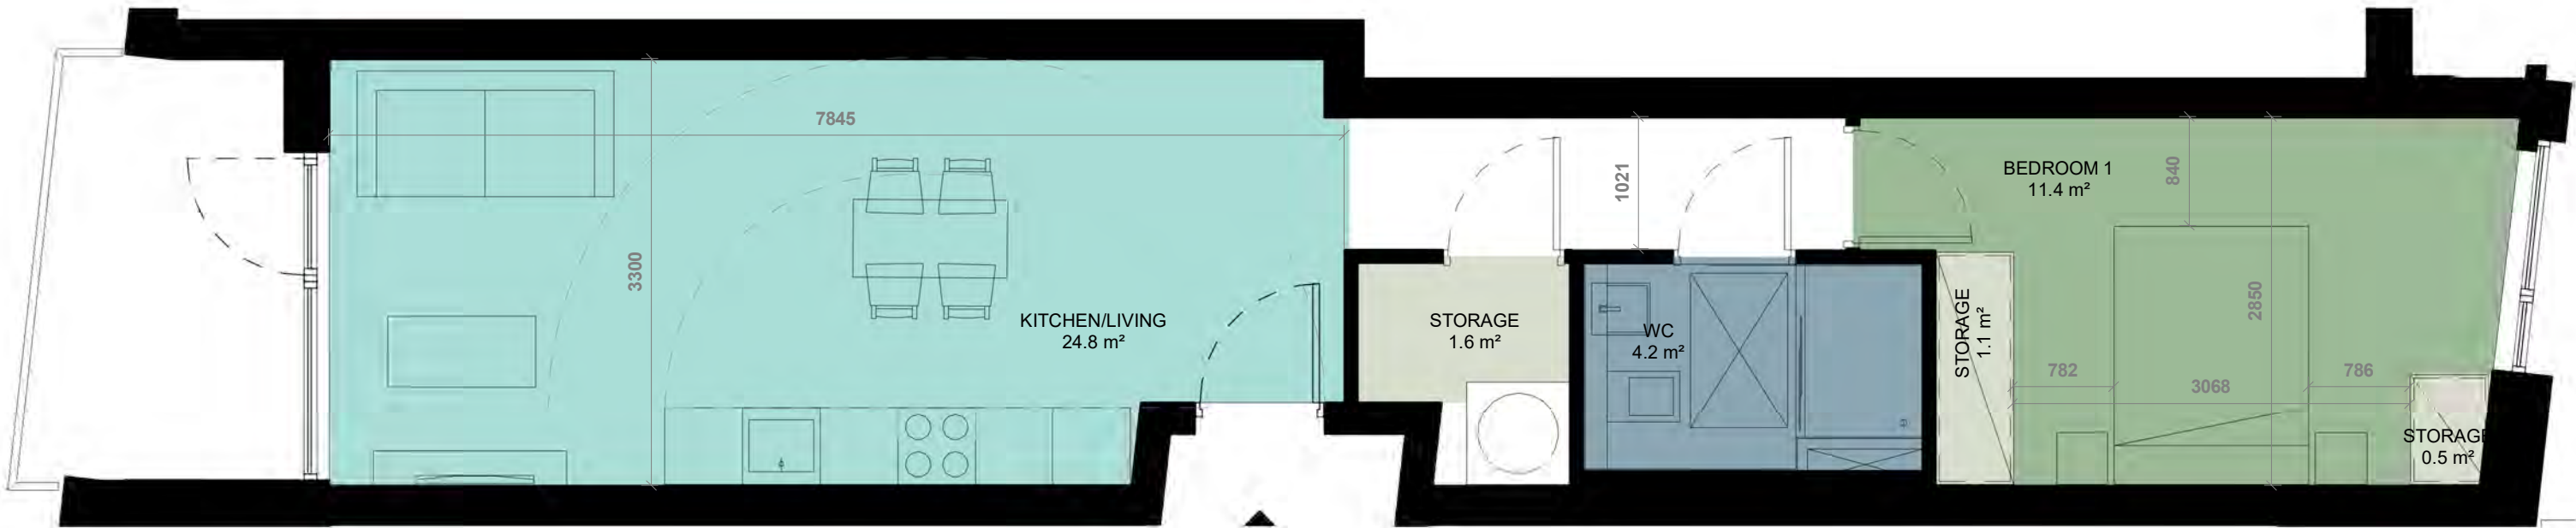 7845
3300
KITCHEN/LIVING
24.8 m²
1021
STORAGE
1.6 m²
WC
4.2 m²
BEDROOM 1
11.4 m²
840
2850
STORAGE
1.1 m²
782
3068
786
STORAGE
0.5 m²